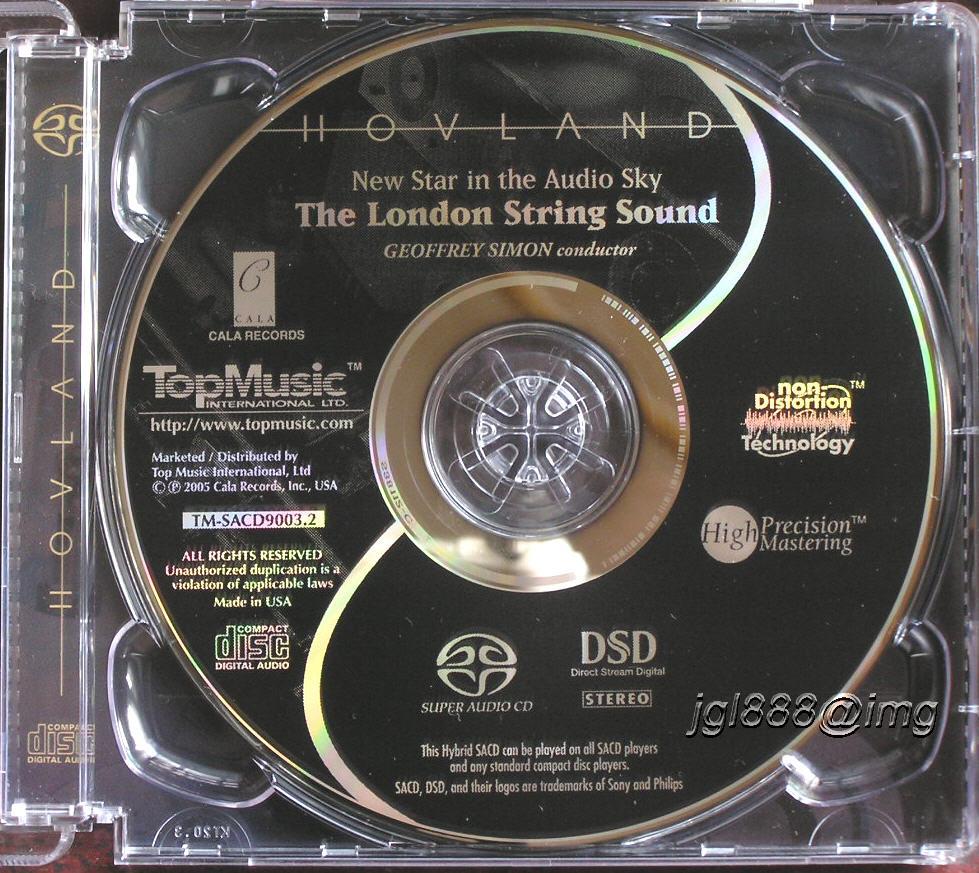 HOVLAND
New Star in the Audio Sky
The London String Sound
GEOFFREY SIMON conductor
C
CALA
CALA RECORDS
TopMusic™
INTERNATIONAL LTD.
http://www.topmusic.com
Marketed / Distributed by
Top Music International, Ltd
© ℗ 2005 Cala Records, Inc., USA
TM-SACD9003.2
ALL RIGHTS RESERVED
Unauthorized duplication is a
violation of applicable laws
Made in USA
COMPACT
disc
DIGITAL AUDIO
non-
Distortion™
Technology
High Precision™
Mastering
SUPER AUDIO CD
DSD
Direct Stream Digital
STEREO
This Hybrid SACD can be played on all SACD players
and any standard compact disc players.
SACD, DSD, and their logos are trademarks of Sony and Philips
HOVLAND
COMPACT
disc
DIGITAL AUDIO
KLS0.3
jgl888@img